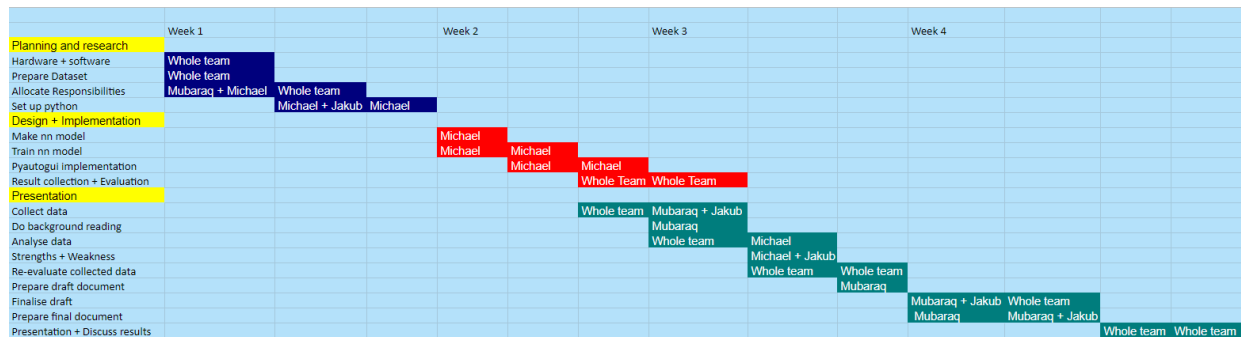 Week 1 Week 2 Week 3 Week 4
Planning and research
Hardware + software Whole team
Prepare Dataset Whole team
Allocate Responsibilities Mubaraq + Michael Whole team
Set up python Michael + Jakub Michael
Design + Implementation
Make nn model Michael
Train nn model Michael Michael
Pyautogui implementation Michael Michael
Result collection + Evaluation Whole Team Whole Team
Presentation
Collect data Whole team Mubaraq + Jakub
Do background reading Mubaraq
Analyse data Whole team Michael
Strengths + Weakness Michael + Jakub
Re-evaluate collected data Whole team Whole team
Prepare draft document Mubaraq
Finalise draft Mubaraq + Jakub Whole team
Prepare final document Mubaraq Mubaraq + Jakub
Presentation + Discuss results Whole team Whole team